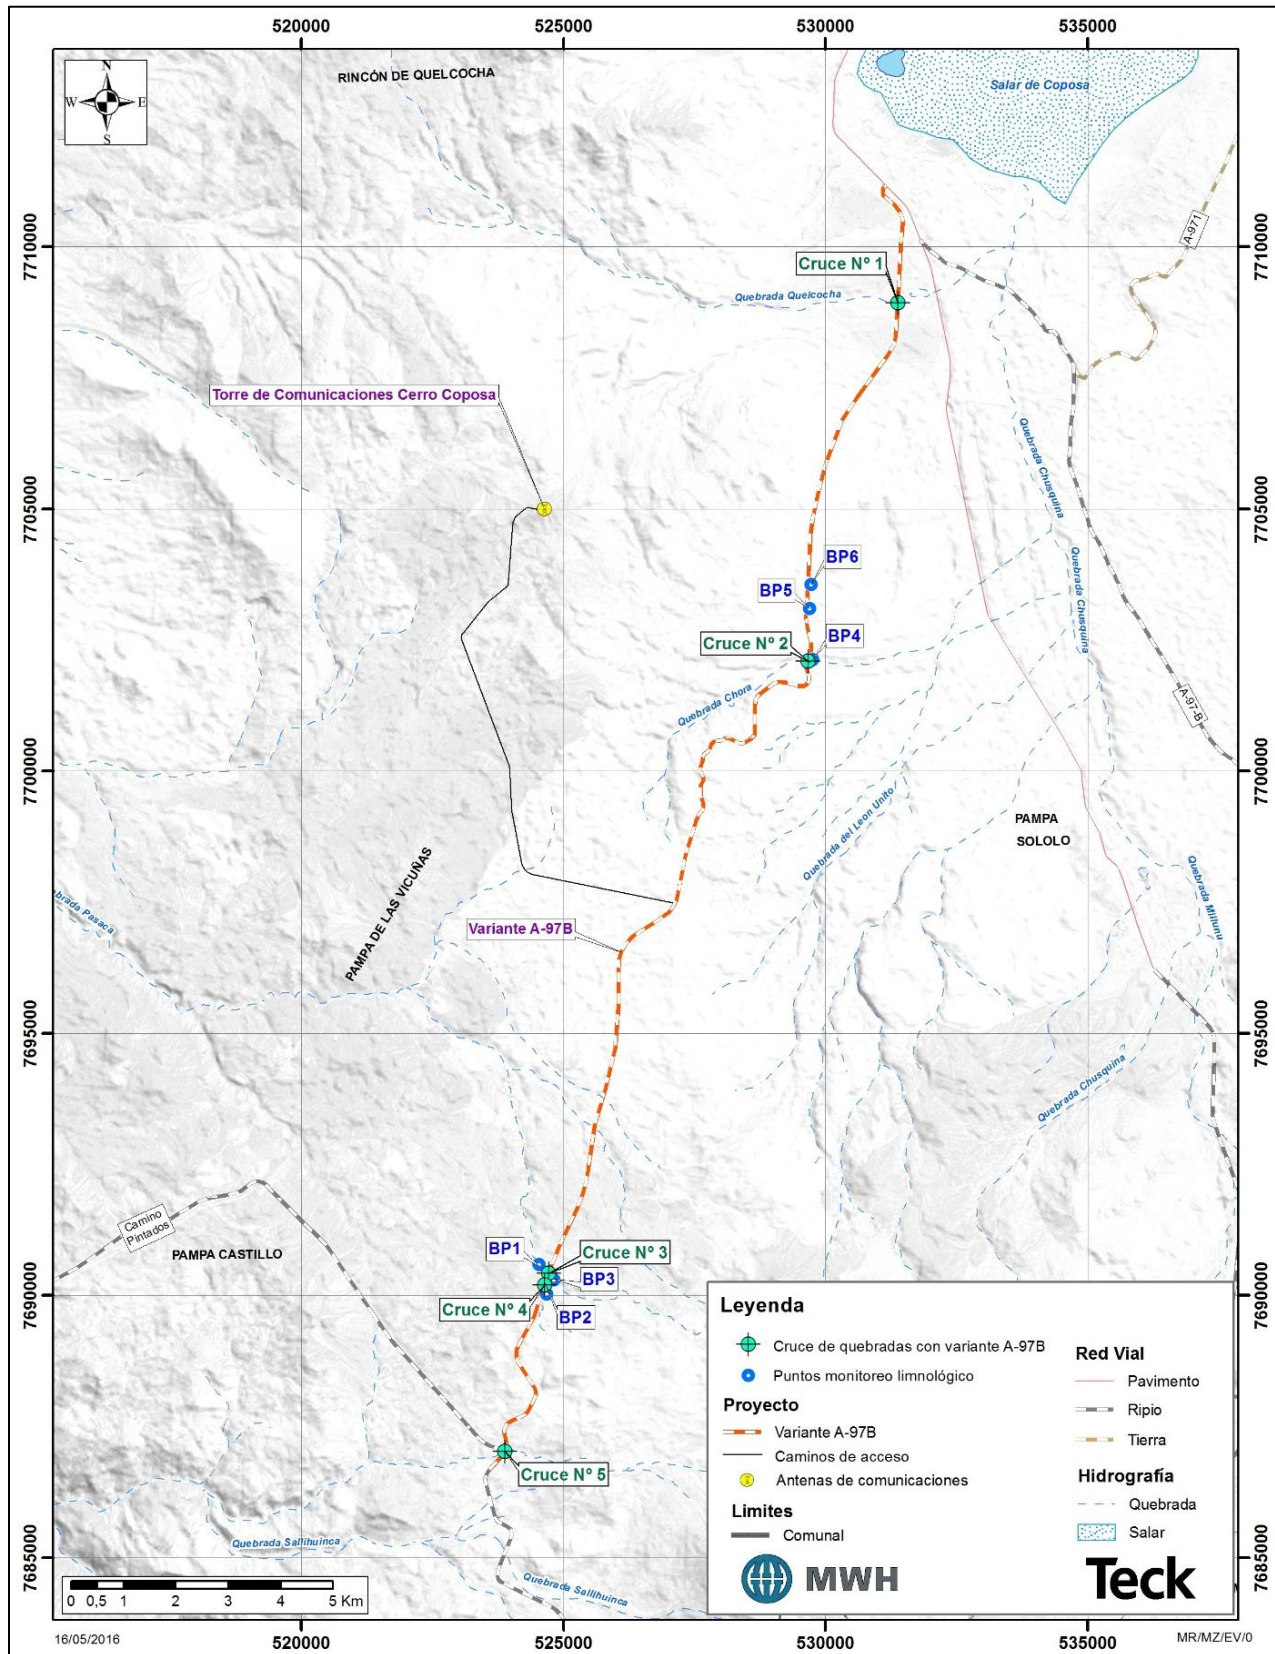 520000
525000
530000
535000
N
W
E
S
RINCÓN DE QUELCOCHA
Salar de Coposa
7710000
7710000
A-971
Cruce Nº 1
Quebrada Quelcocha
Torre de Comunicaciones Cerro Coposa
Quebrada Chusquina
7705000
7705000
BP6
BP5
Quebrada Chusquina
Cruce Nº 2
BP4
Quebrada Chora
A-97-B
7700000
7700000
Quebrada del Leon Unito
PAMPA
SOLOLO
PAMPA DE LAS VICUÑAS
Quebrada Millunu
ebrada Pasaca
Variante A-97B
7695000
7695000
Quebrada Chusquina
Camino
Pintados
PAMPA CASTILLO
BP1
Cruce Nº 3
BP3
Cruce Nº 4
BP2
7690000
7690000
Cruce Nº 5
Quebrada Sallihuinca
Quebrada Sallihuinca
7685000
7685000
Leyenda
Cruce de quebradas con variante A-97B
Puntos monitoreo limnológico
Proyecto
Variante A-97B
Caminos de acceso
Antenas de comunicaciones
Limites
Comunal
Red Vial
Pavimento
Ripio
Tierra
Hidrografía
Quebrada
Salar
MWH
Teck
0 0,5 1 2 3 4 5 Km
16/05/2016
MR/MZ/EV/0
520000
525000
530000
535000